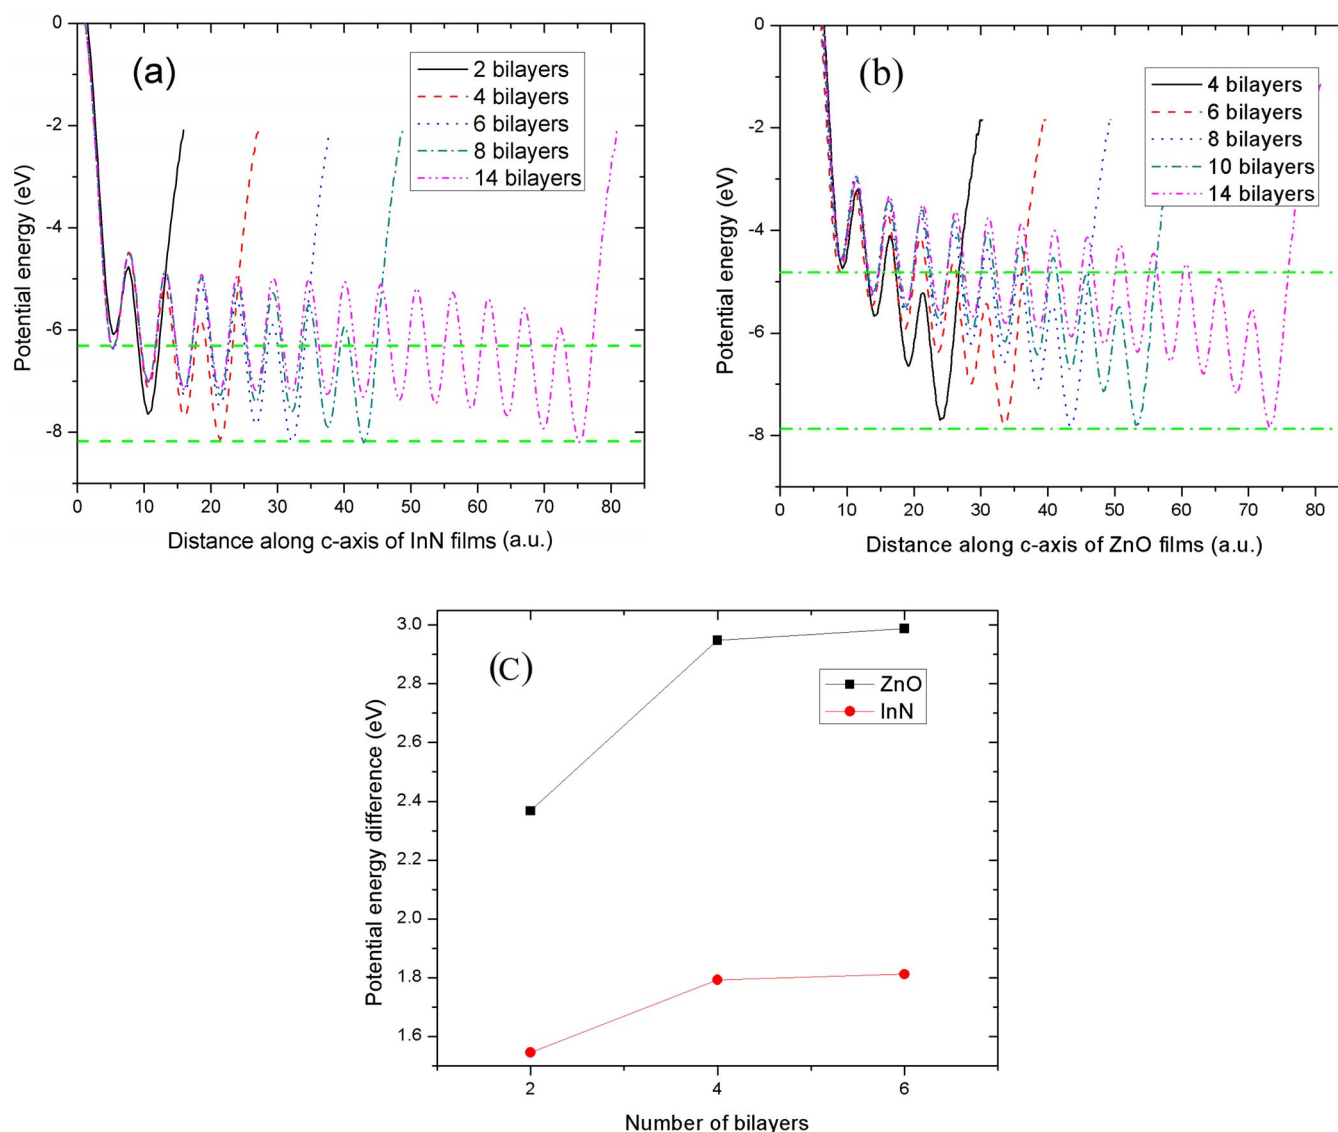 (a)
2 bilayers
4 bilayers
6 bilayers
8 bilayers
14 bilayers
Potential energy (eV)
0
-2
-4
-6
-8
0 10 20 30 40 50 60 70 80
Distance along c-axis of InN films (a.u.)
(b)
4 bilayers
6 bilayers
8 bilayers
10 bilayers
14 bilayers
Potential energy (eV)
0
-2
-4
-6
-8
0 10 20 30 40 50 60 70 80
Distance along c-axis of ZnO films (a.u.)
(C)
ZnO
InN
Potential energy difference (eV)
3.0
2.8
2.6
2.4
2.2
2.0
1.8
1.6
2 4 6
Number of bilayers